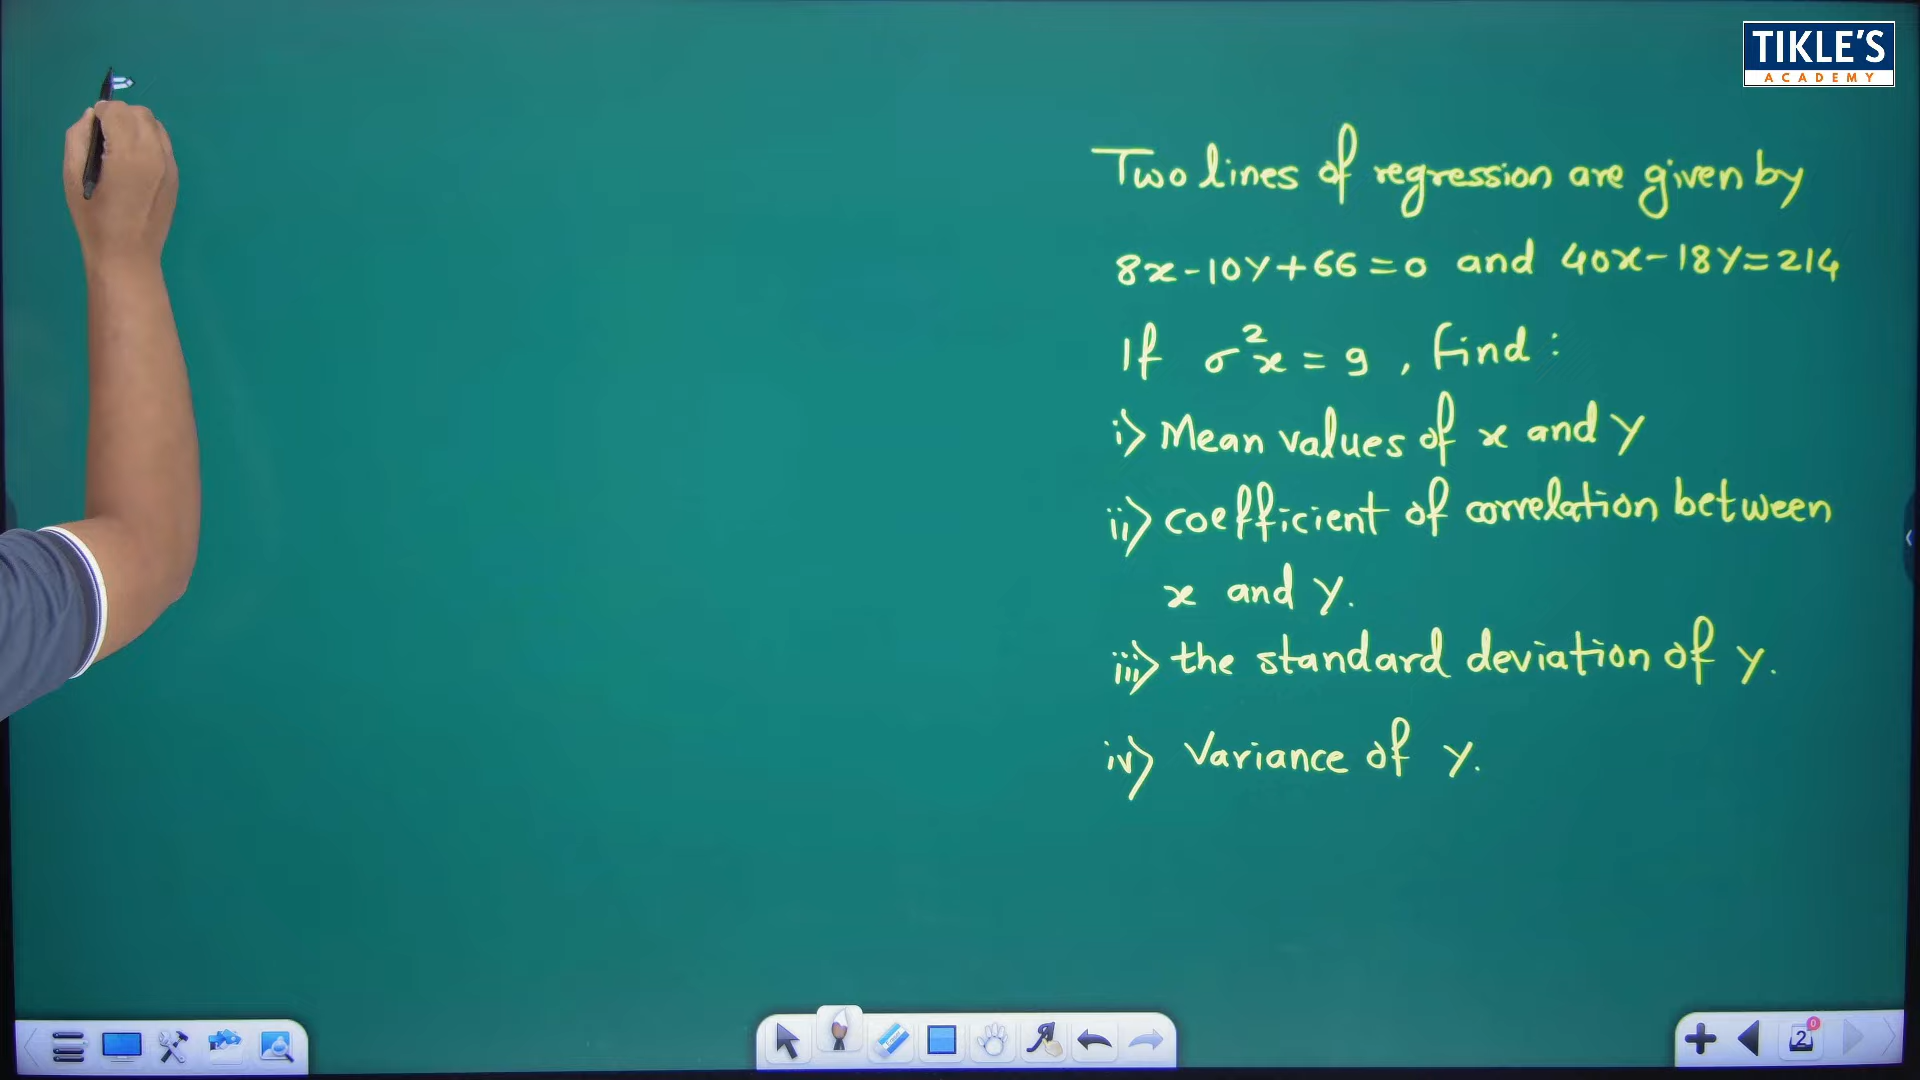 TIKLE'S
ACADEMY
Two lines of regression are given by
8x-10y+66=0 and 40x-18y=214
If σ²x = 9, find :
i) Mean values of x and y
ii) coefficient of correlation between
x and y.
iii) the standard deviation of y.
iv) Variance of y.
2
0